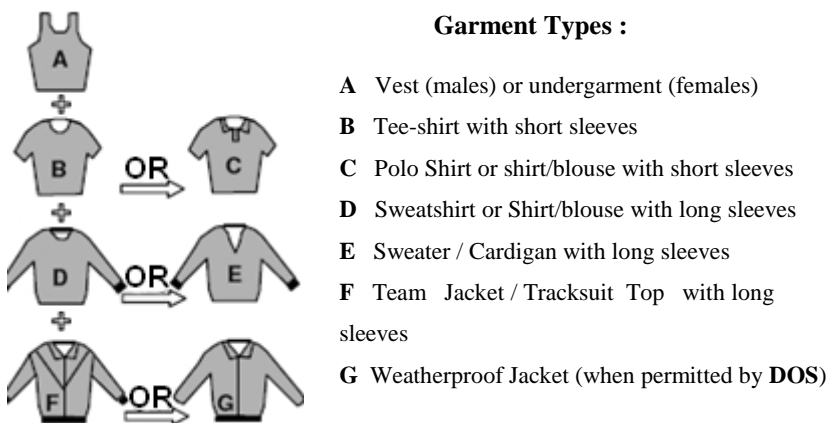 Garment Types :
A
B OR C
D OR E
F OR G
A Vest (males) or undergarment (females)
B Tee-shirt with short sleeves
C Polo Shirt or shirt/blouse with short sleeves
D Sweatshirt or Shirt/blouse with long sleeves
E Sweater / Cardigan with long sleeves
F Team Jacket / Tracksuit Top with long
sleeves
G Weatherproof Jacket (when permitted by DOS)